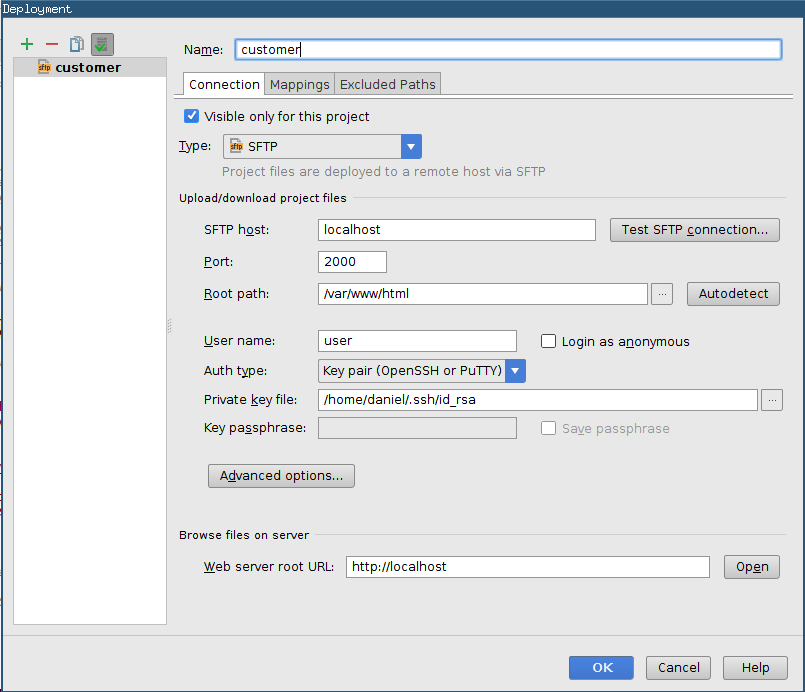 Deployment
Name: customer
sftp customer
Connection Mappings Excluded Paths
Visible only for this project
Type: sftp SFTP
Project files are deployed to a remote host via SFTP
Upload/download project files
SFTP host: localhost Test SFTP connection...
Port: 2000
Root path: /var/www/html ... Autodetect
User name: user Login as anonymous
Auth type: Key pair (OpenSSH or PuTTY)
Private key file: /home/daniel/.ssh/id_rsa ...
Key passphrase: Save passphrase
Advanced options...
Browse files on server
Web server root URL: http://localhost Open
OK Cancel Help